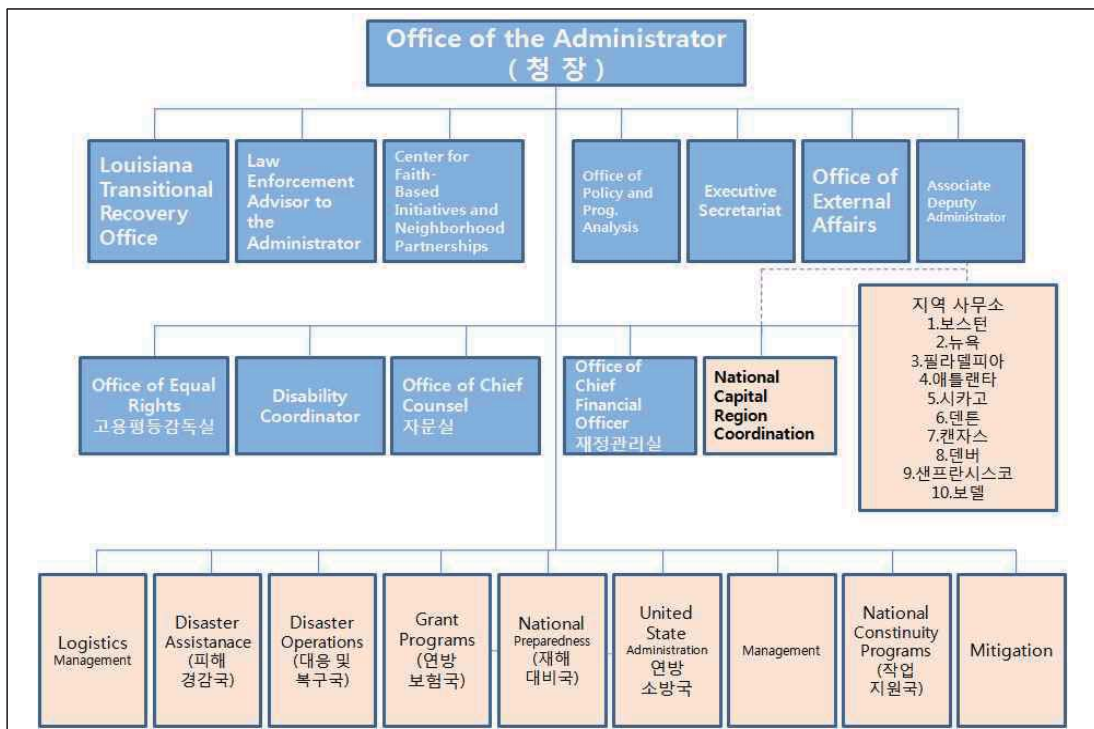 Office of the Administrator
( 청 장 )
Louisiana
Transitional
Recovery
Office
Law
Enforcement
Advisor to
the
Administrator
Center for
Faith-
Based
Initiatives and
Neighborhood
Partnerships
Office of
Policy and
Prog.
Analysis
Executive
Secretariat
Office of
External
Affairs
Associate
Deputy
Administrator
지역 사무소
1.보스턴
2.뉴욕
3.필라델피아
4.애틀랜타
5.시카고
6.덴튼
7.캔자스
8.덴버
9.샌프란시스코
10.보델
Office of Equal
Rights
고용평등감독실
Disability
Coordinator
Office of Chief
Counsel
자문실
Office of
Chief
Financial
Officer
재정관리실
National
Capital
Region
Coordination
Logistics
Management
Disaster
Assistanace
(피해
경감국)
Disaster
Operations
(대응 및
복구국)
Grant
Programs
(연방
보험국)
National
Preparedness
(재해
대비국)
United
State
Administration
연방
소방국
Management
National
Constinuity
Programs
(작업
지원국)
Mitigation